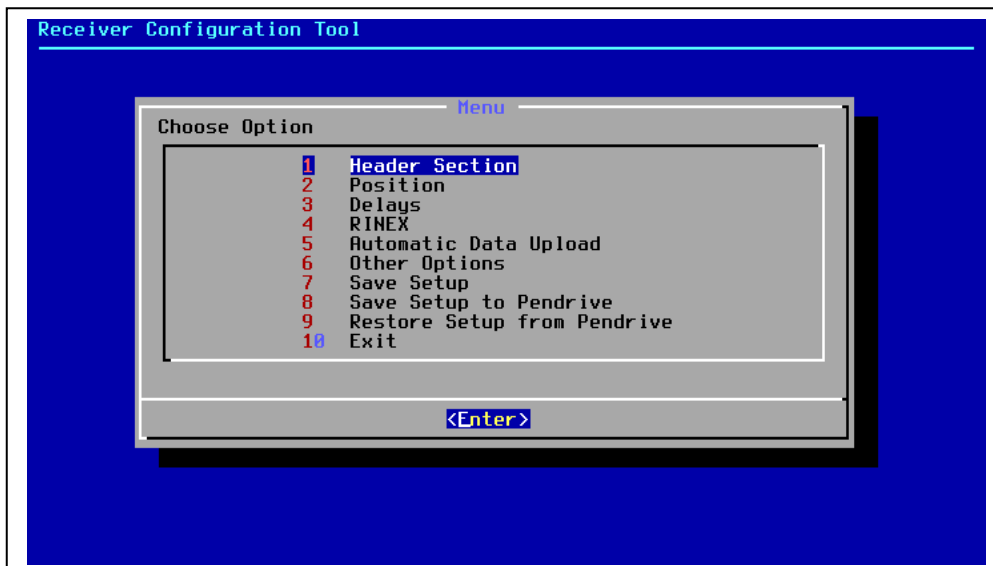 Receiver Configuration Tool
Menu
Choose Option
1 Header Section
2 Position
3 Delays
4 RINEX
5 Automatic Data Upload
6 Other Options
7 Save Setup
8 Save Setup to Pendrive
9 Restore Setup from Pendrive
10 Exit
<Enter>